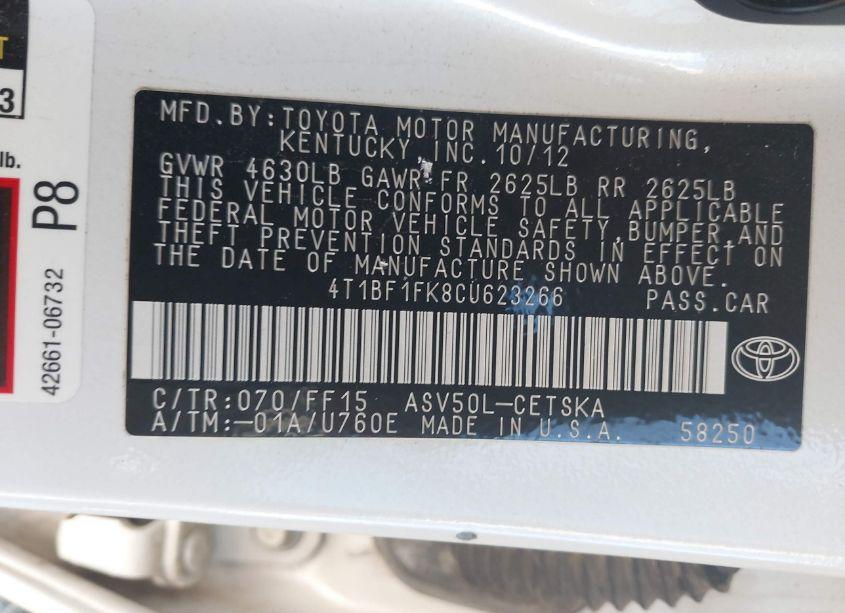 T
3
lb.
P8
42661-06732
MFD.BY:TOYOTA MOTOR MANUFACTURING,
KENTUCKY, INC.10/12
GVWR 4630LB GAWR FR 2625LB RR 2625LB
THIS VEHICLE CONFORMS TO ALL APPLICABLE
FEDERAL MOTOR VEHICLE SAFETY,BUMPER,AND
THEFT PREVENTION STANDARDS IN EFFECT ON
THE DATE OF MANUFACTURE SHOWN ABOVE.
4T1BF1FK8CU623266 PASS.CAR
C/TR:070/FF15 ASV50L-CETSKA
A/TM:-01A/U760E MADE IN U.S.A. 58250